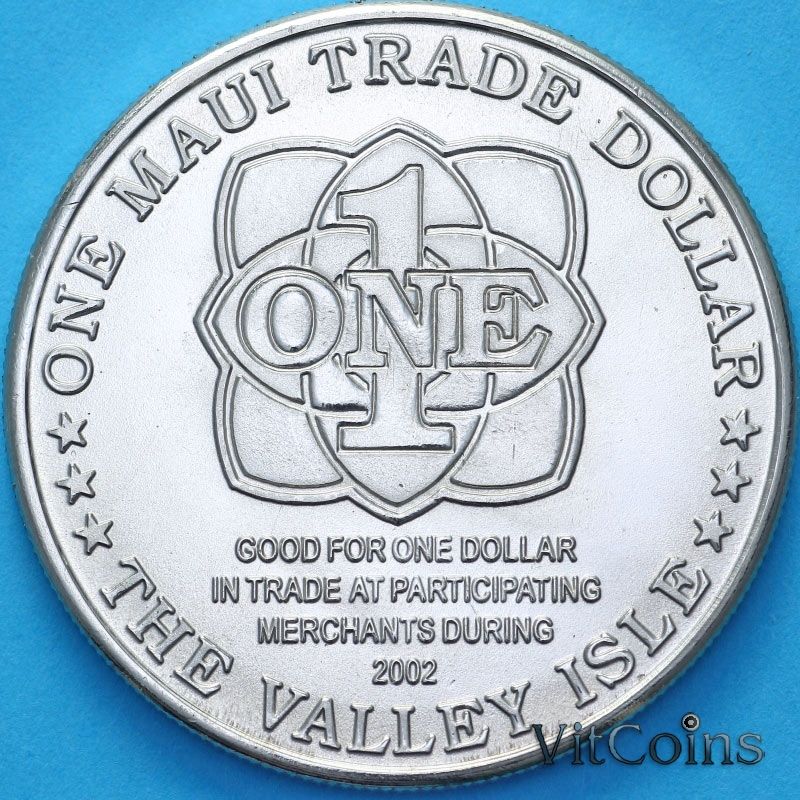 ONE MAUI TRADE DOLLAR
1
ONE
GOOD FOR ONE DOLLAR
IN TRADE AT PARTICIPATING
MERCHANTS DURING
2002
THE VALLEY ISLE
VitCoins